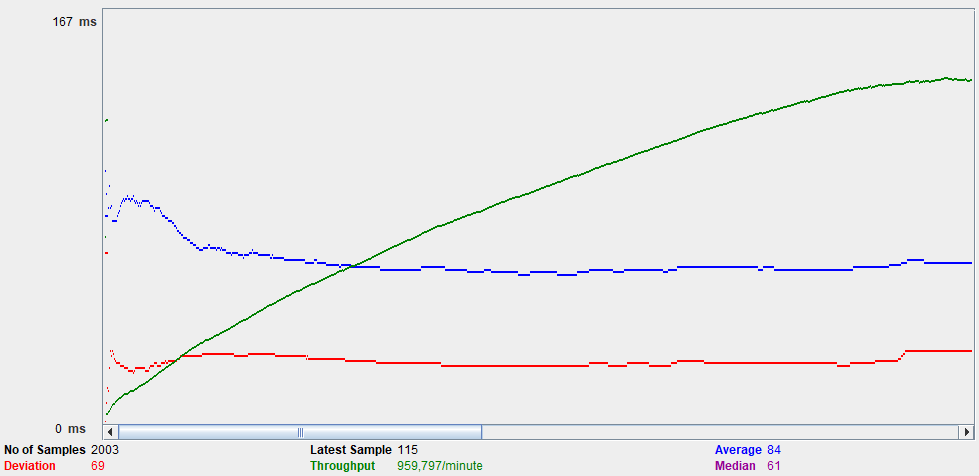 167 ms
0 ms
No of Samples 2003 Latest Sample 115 Average 84
Deviation 69 Throughput 959,797/minute Median 61